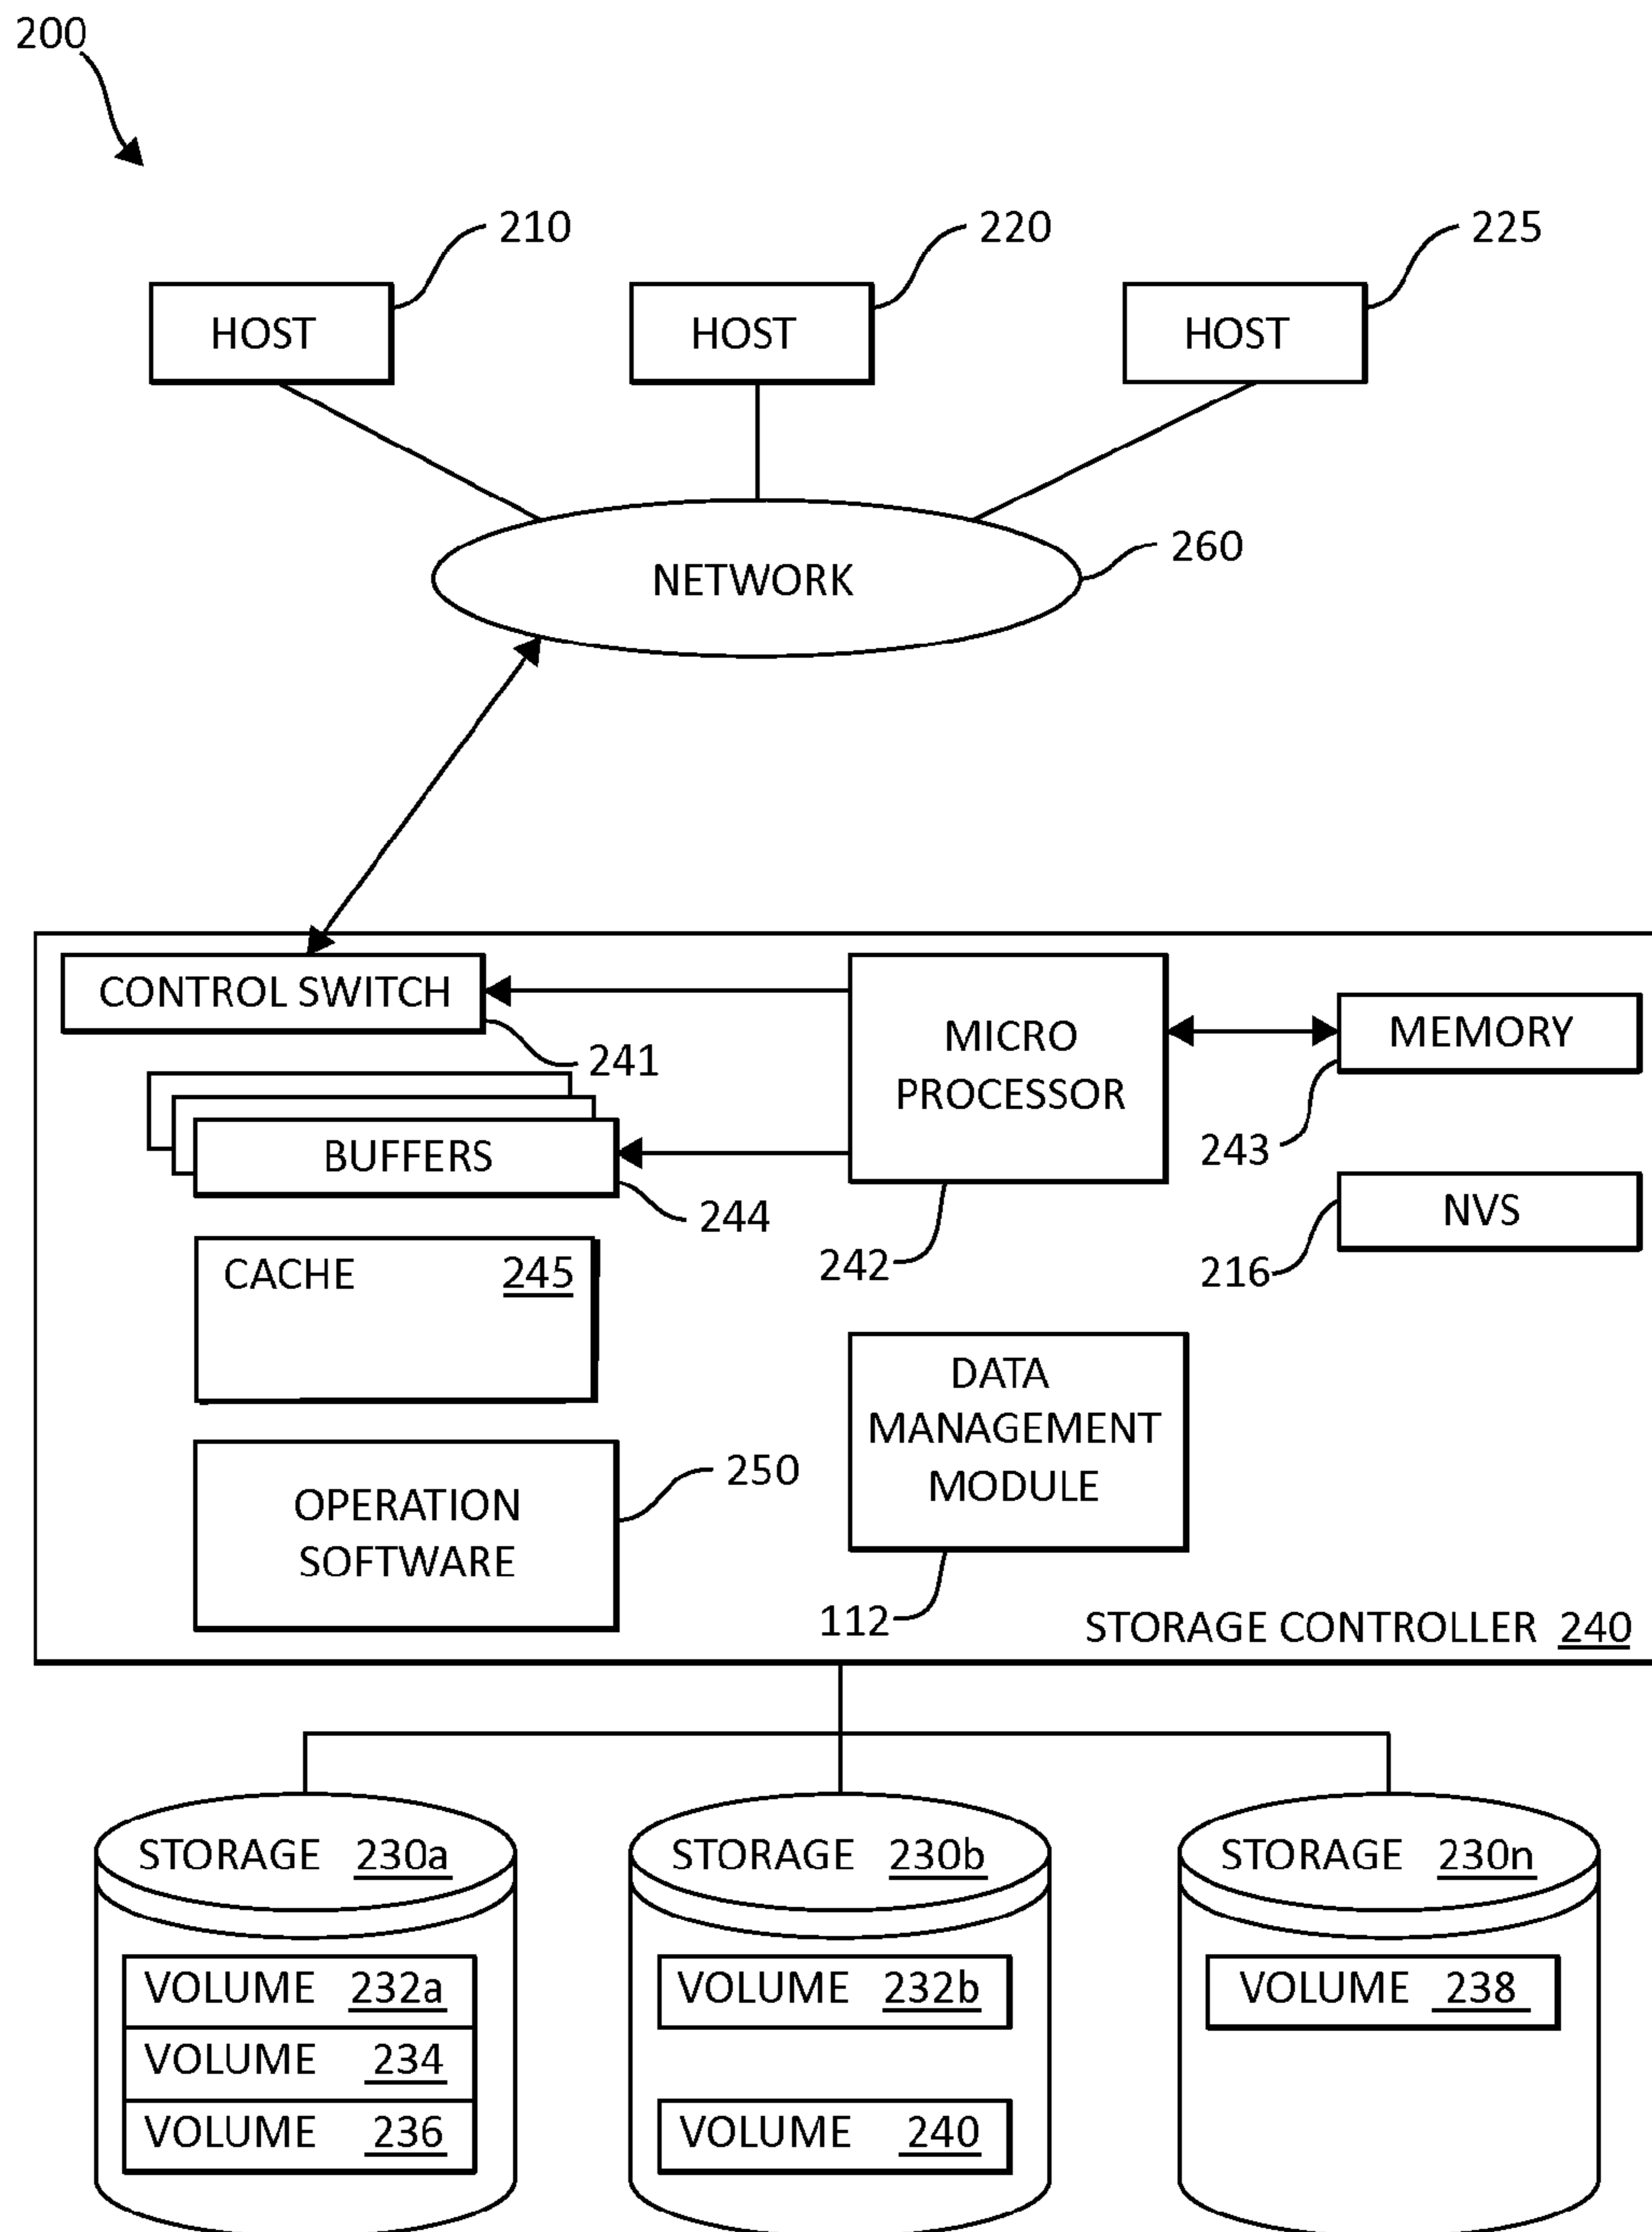 200
210
220
225
HOST
HOST
HOST
260
NETWORK
CONTROL SWITCH
241
MICRO
PROCESSOR
242
MEMORY
243
BUFFERS
244
NVS
216
CACHE 245
DATA
MANAGEMENT
MODULE
112
OPERATION
SOFTWARE
250
STORAGE CONTROLLER 240
STORAGE 230a
STORAGE 230b
STORAGE 230n
VOLUME 232a
VOLUME 234
VOLUME 236
VOLUME 232b
VOLUME 240
VOLUME 238